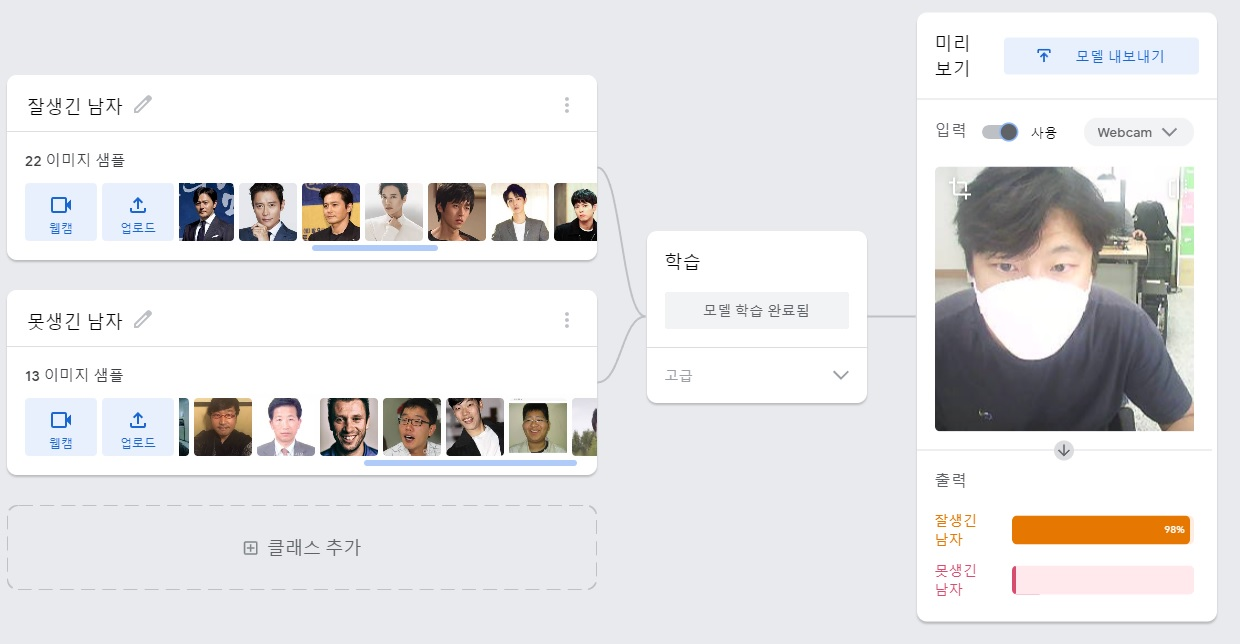 미리
보기
모델 내보내기
잘생긴 남자
22 이미지 샘플
웹캠
업로드
못생긴 남자
13 이미지 샘플
웹캠
업로드
클래스 추가
학습
모델 학습 완료됨
고급
입력
사용
Webcam
출력
잘생긴
남자
98%
못생긴
남자